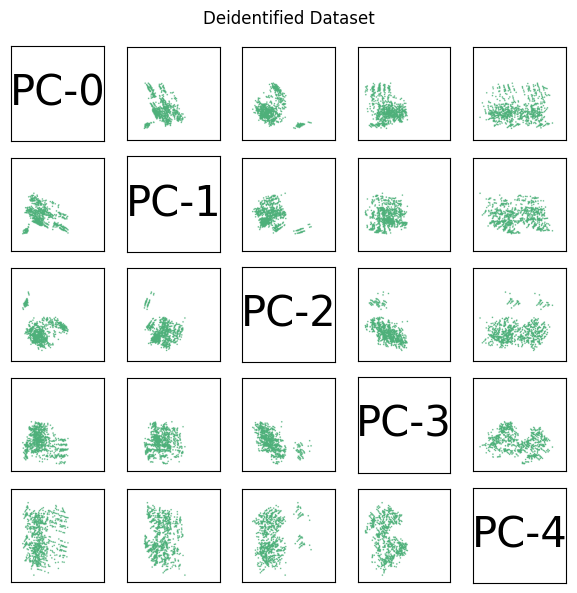 Deidentified Dataset
PC-0
PC-1
PC-2
PC-3
PC-4